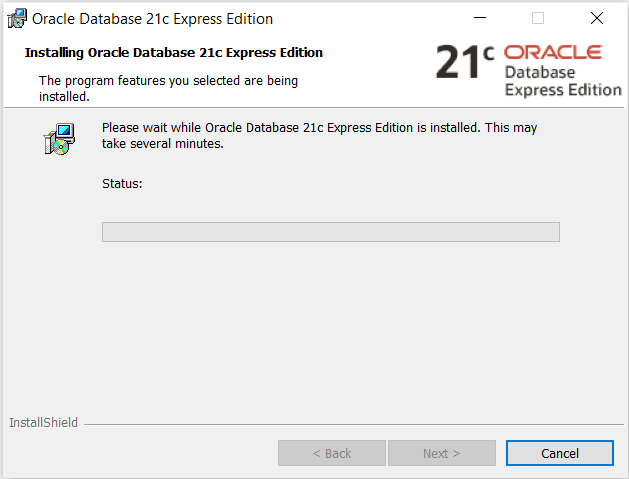 Oracle Database 21c Express Edition
Installing Oracle Database 21c Express Edition
The program features you selected are being
installed.
21c ORACLE
Database
Express Edition
Please wait while Oracle Database 21c Express Edition is installed. This may
take several minutes.
Status:
InstallShield
< Back
Next >
Cancel